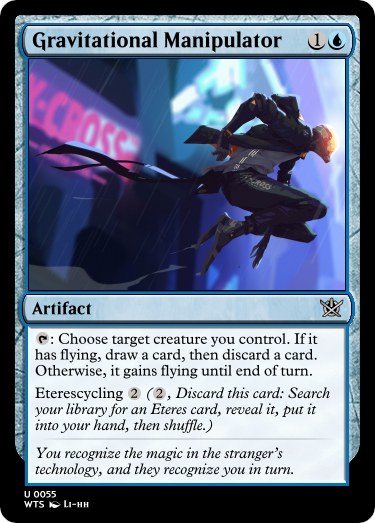 Gravitational Manipulator 1
K-CROSS
Artifact
: Choose target creature you control. If it
has flying, draw a card, then discard a card.
Otherwise, it gains flying until end of turn.
Eterescycling 2 (2, Discard this card: Search
your library for an Eteres card, reveal it, put it
into your hand, then shuffle.)
You recognize the magic in the stranger's
technology, and they recognize you in turn.
U 0055
WTS Li-hh